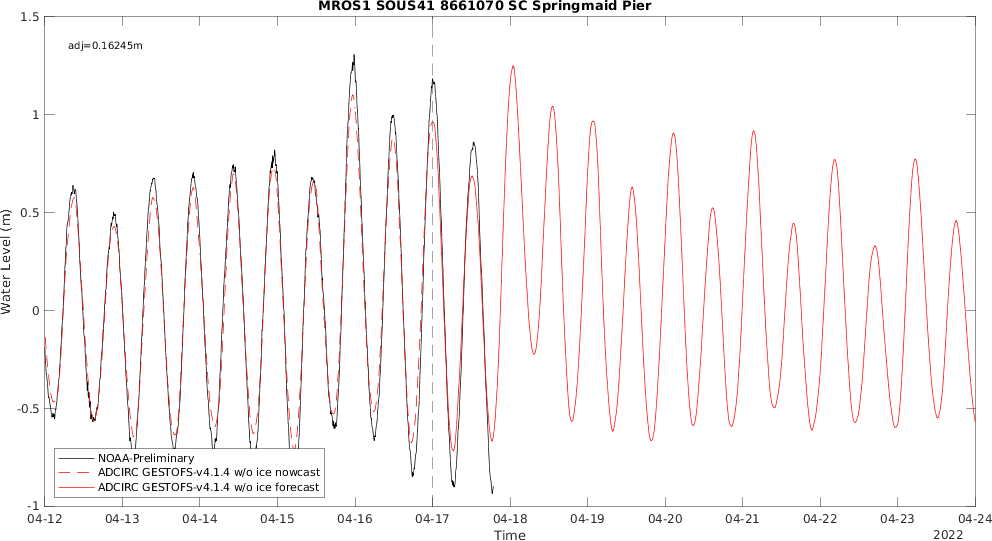 MROS1 SOUS41 8661070 SC Springmaid Pier
adj=0.16245m
1.5
1
0.5
0
-0.5
-1
Water Level (m)
NOAA-Preliminary
ADCIRC GESTOFS-v4.1.4 w/o ice nowcast
ADCIRC GESTOFS-v4.1.4 w/o ice forecast
04-12 04-13 04-14 04-15 04-16 04-17 04-18 04-19 04-20 04-21 04-22 04-23 04-24
Time
2022